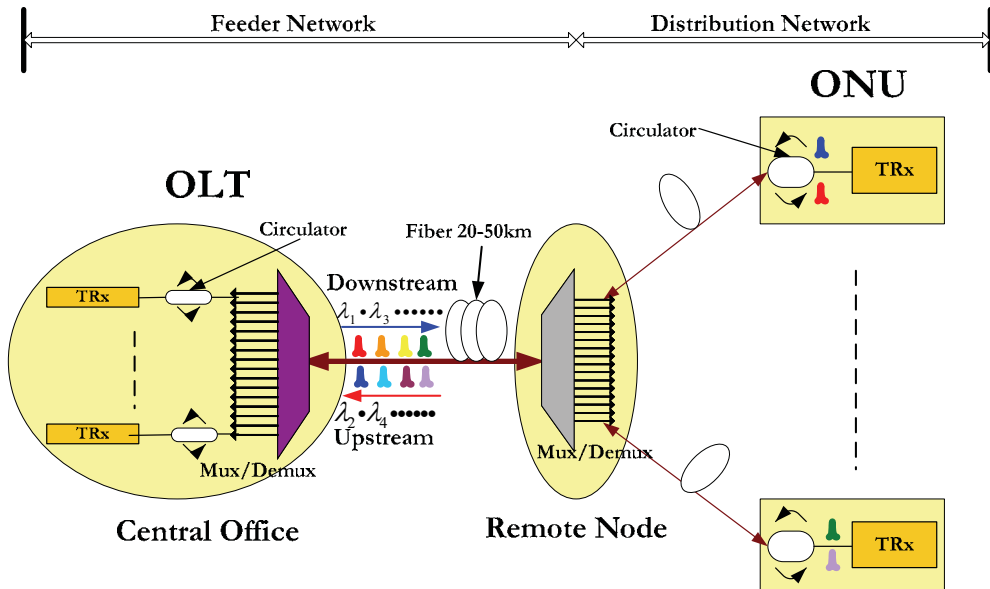 Feeder Network
Distribution Network
ONU
Circulator
TRx
OLT
Circulator
Fiber 20-50km
TRx
Downstream
λ₁•λ₃••••••
λ₂•λ₄••••••
Upstream
TRx
Mux/Demux
Mux/Demux
Central Office
Remote Node
TRx